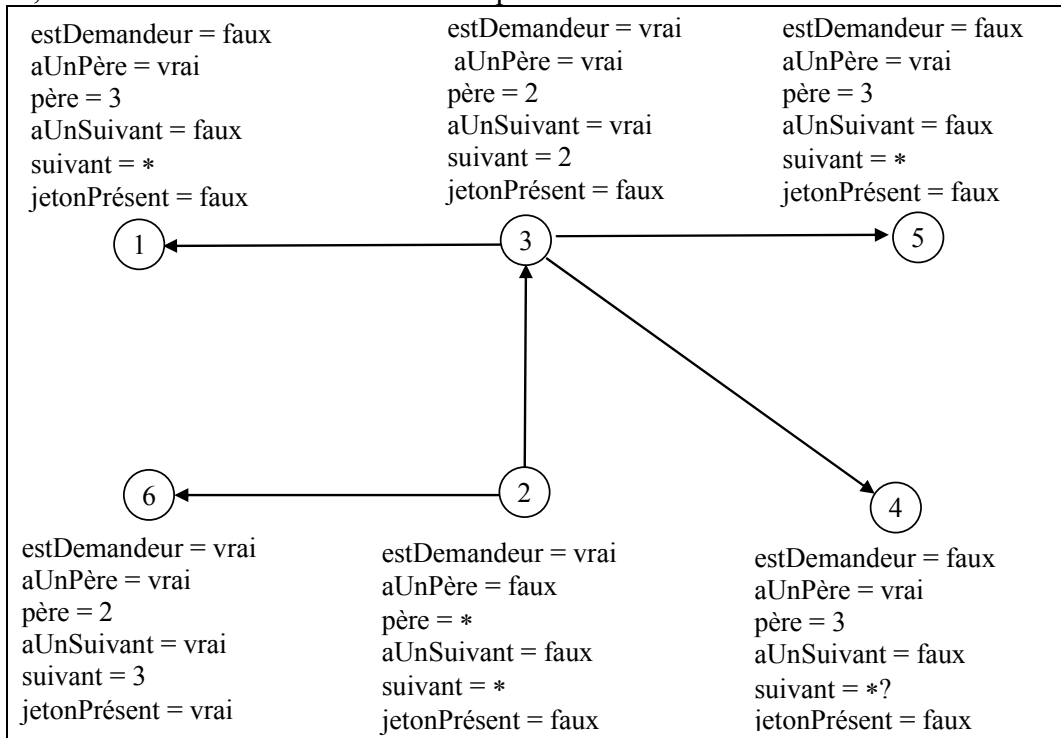 estDemandeur = faux
aUnPère = vrai
père = 3
aUnSuivant = faux
suivant = *
jetonPrésent = faux
estDemandeur = vrai
aUnPère = vrai
père = 2
aUnSuivant = vrai
suivant = 2
jetonPrésent = faux
estDemandeur = faux
aUnPère = vrai
père = 3
aUnSuivant = faux
suivant = *
jetonPrésent = faux
1
3
5
6
2
4
estDemandeur = vrai
aUnPère = vrai
père = 2
aUnSuivant = vrai
suivant = 3
jetonPrésent = vrai
estDemandeur = vrai
aUnPère = faux
père = *
aUnSuivant = faux
suivant = *
jetonPrésent = faux
estDemandeur = faux
aUnPère = vrai
père = 3
aUnSuivant = faux
suivant = *?
jetonPrésent = faux